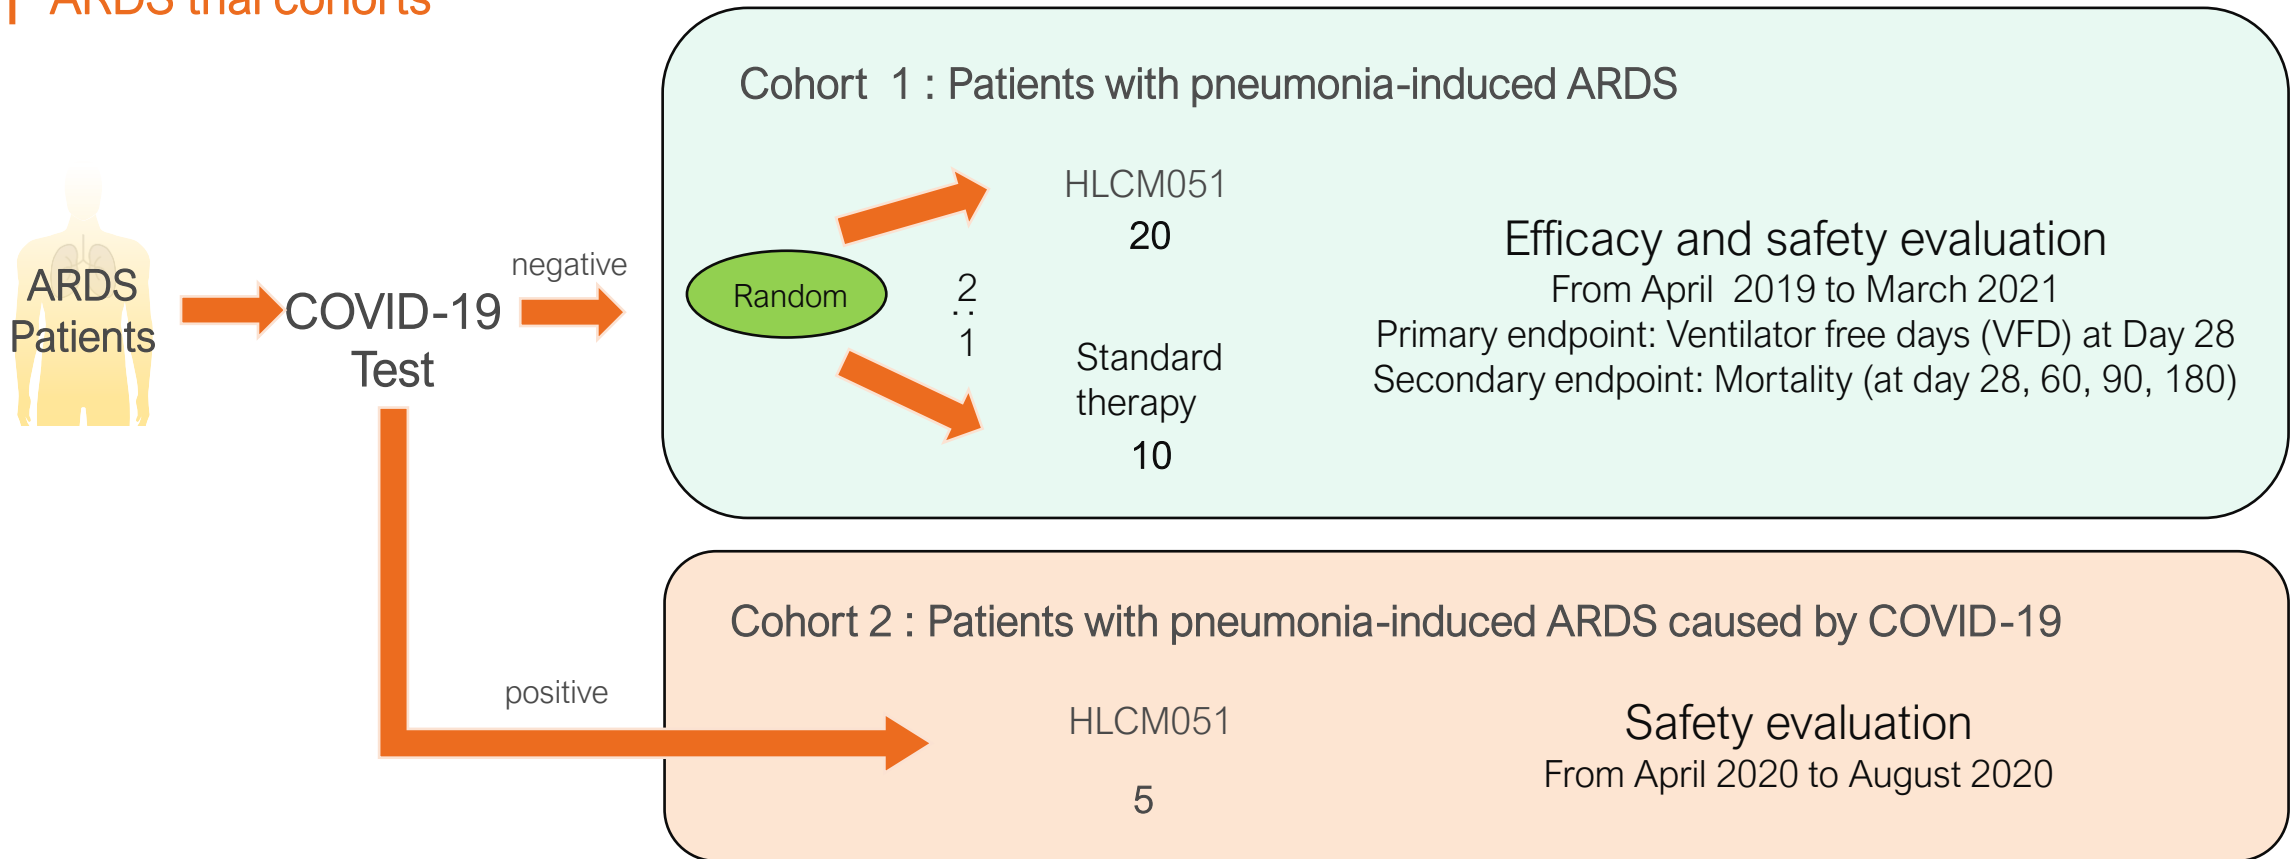 ARDS trial cohorts
ARDS
Patients
COVID-19
Test
negative
positive
Cohort 1 : Patients with pneumonia-induced ARDS
Random
HLCM051
20
2
:
1
Standard
therapy
10
Efficacy and safety evaluation
From April 2019 to March 2021
Primary endpoint: Ventilator free days (VFD) at Day 28
Secondary endpoint: Mortality (at day 28, 60, 90, 180)
Cohort 2 : Patients with pneumonia-induced ARDS caused by COVID-19
HLCM051
5
Safety evaluation
From April 2020 to August 2020